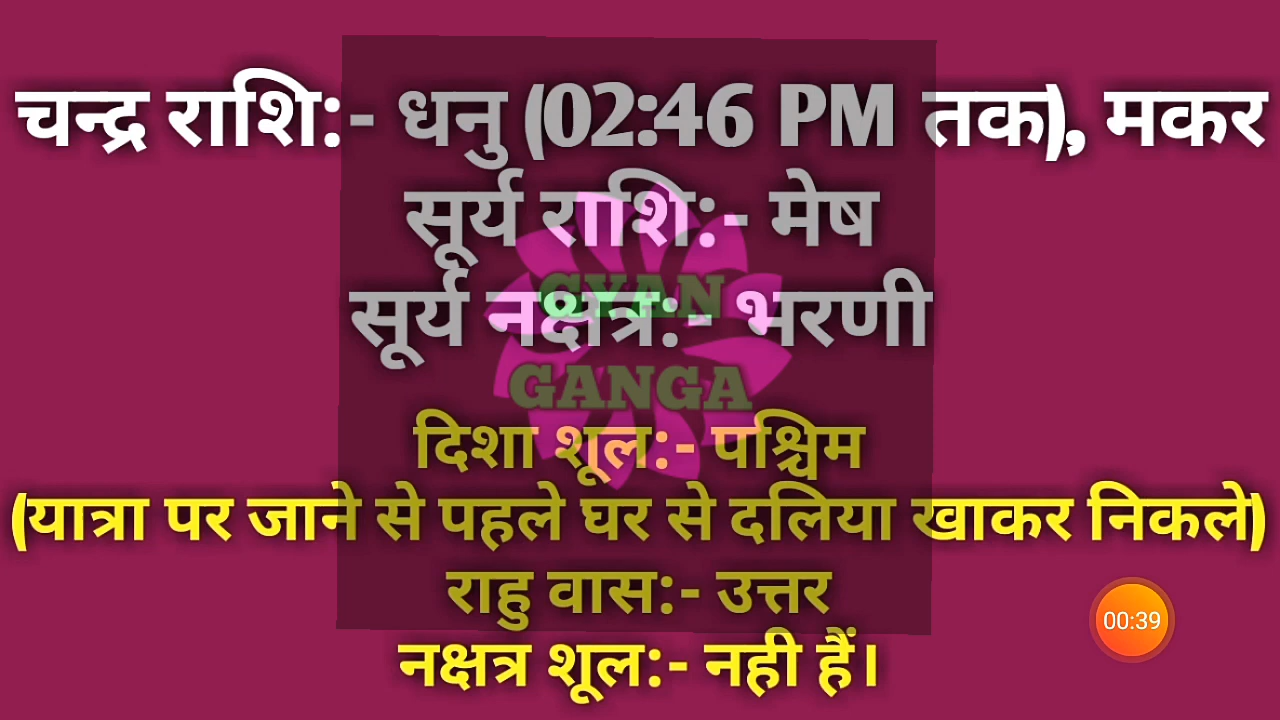 चन्द्र राशि:- धनु (02:46 PM तक), मकर
सूर्य राशि:- मेष
सूर्य नक्षत्र:- भरणी
GYAN
GANGA
दिशा शूल:- पश्चिम
(यात्रा पर जाने से पहले घर से दलिया खाकर निकले)
राहु वास:- उत्तर
00:39
नक्षत्र शूल:- नही हैं।